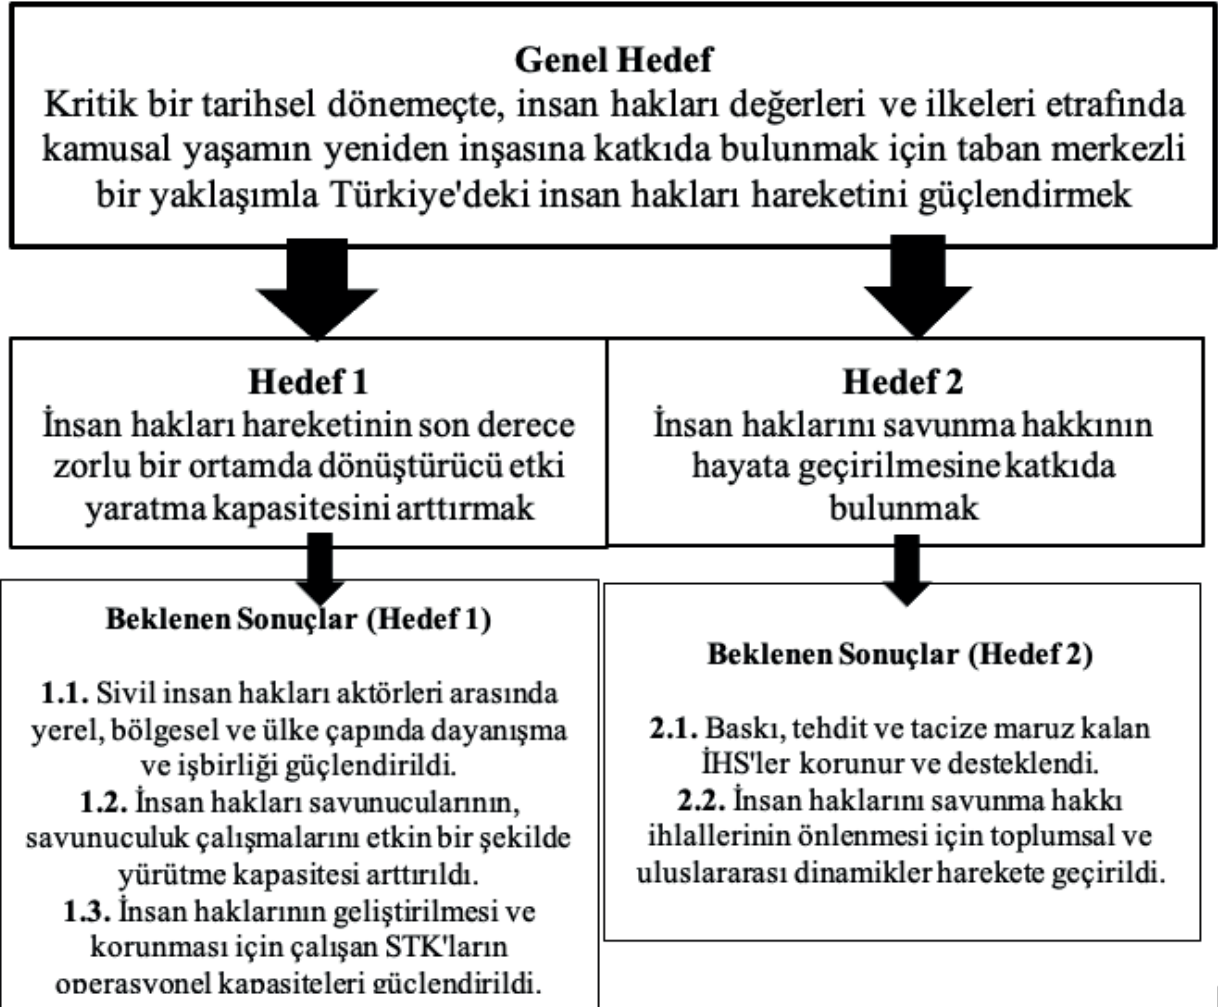 Genel Hedef
Kritik bir tarihsel dönemeçte, insan hakları değerleri ve ilkeleri etrafında
kamusal yaşamın yeniden inşasına katkıda bulunmak için taban merkezli
bir yaklaşımla Türkiye'deki insan hakları hareketini güçlendirmek
Hedef 1
İnsan hakları hareketinin son derece
zorlu bir ortamda dönüştürücü etki
yaratma kapasitesini arttırmak
Hedef 2
İnsan haklarını savunma hakkının
hayata geçirilmesine katkıda
bulunmak
Beklenen Sonuçlar (Hedef 1)
1.1. Sivil insan hakları aktörleri arasında
yerel, bölgesel ve ülke çapında dayanışma
ve işbirliği güçlendirildi.
1.2. İnsan hakları savunucularının,
savunuculuk çalışmalarını etkin bir şekilde
yürütme kapasitesi arttırıldı.
1.3. İnsan haklarının geliştirilmesi ve
korunması için çalışan STK'ların
operasyonel kapasiteleri güçlendirildi.
Beklenen Sonuçlar (Hedef 2)
2.1. Baskı, tehdit ve tacize maruz kalan
İHS'ler korunur ve desteklendi.
2.2. İnsan haklarını savunma hakkı
ihlallerinin önlenmesi için toplumsal ve
uluslararası dinamikler harekete geçirildi.